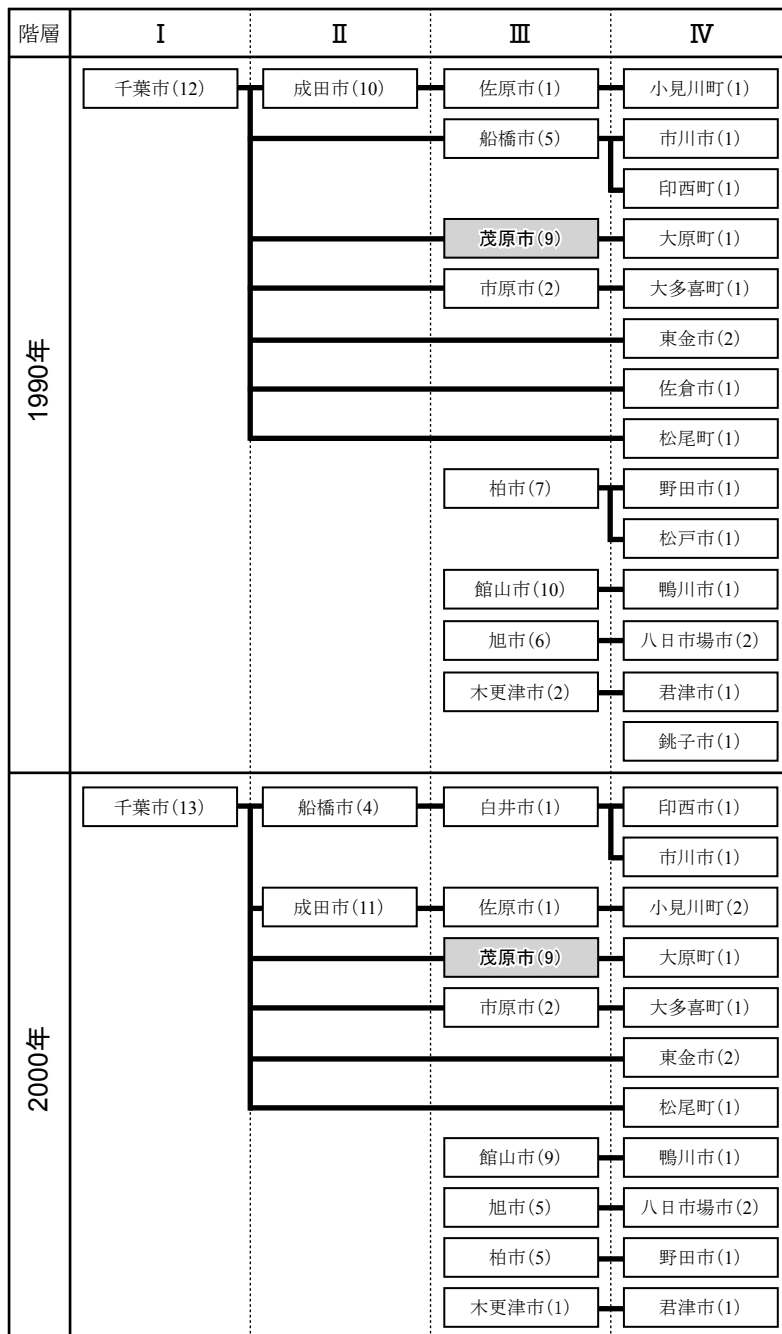 階層 Ⅰ Ⅱ Ⅲ Ⅳ
1990年
千葉市(12) 成田市(10) 佐原市(1) 小見川町(1)
船橋市(5) 市川市(1)
印西町(1)
茂原市(9) 大原町(1)
市原市(2) 大多喜町(1)
東金市(2)
佐倉市(1)
松尾町(1)
柏市(7) 野田市(1)
松戸市(1)
館山市(10) 鴨川市(1)
旭市(6) 八日市場市(2)
木更津市(2) 君津市(1)
銚子市(1)
2000年
千葉市(13) 船橋市(4) 白井市(1) 印西市(1)
市川市(1)
成田市(11) 佐原市(1) 小見川町(2)
茂原市(9) 大原町(1)
市原市(2) 大多喜町(1)
東金市(2)
松尾町(1)
館山市(9) 鴨川市(1)
旭市(5) 八日市場市(2)
柏市(5) 野田市(1)
木更津市(1) 君津市(1)